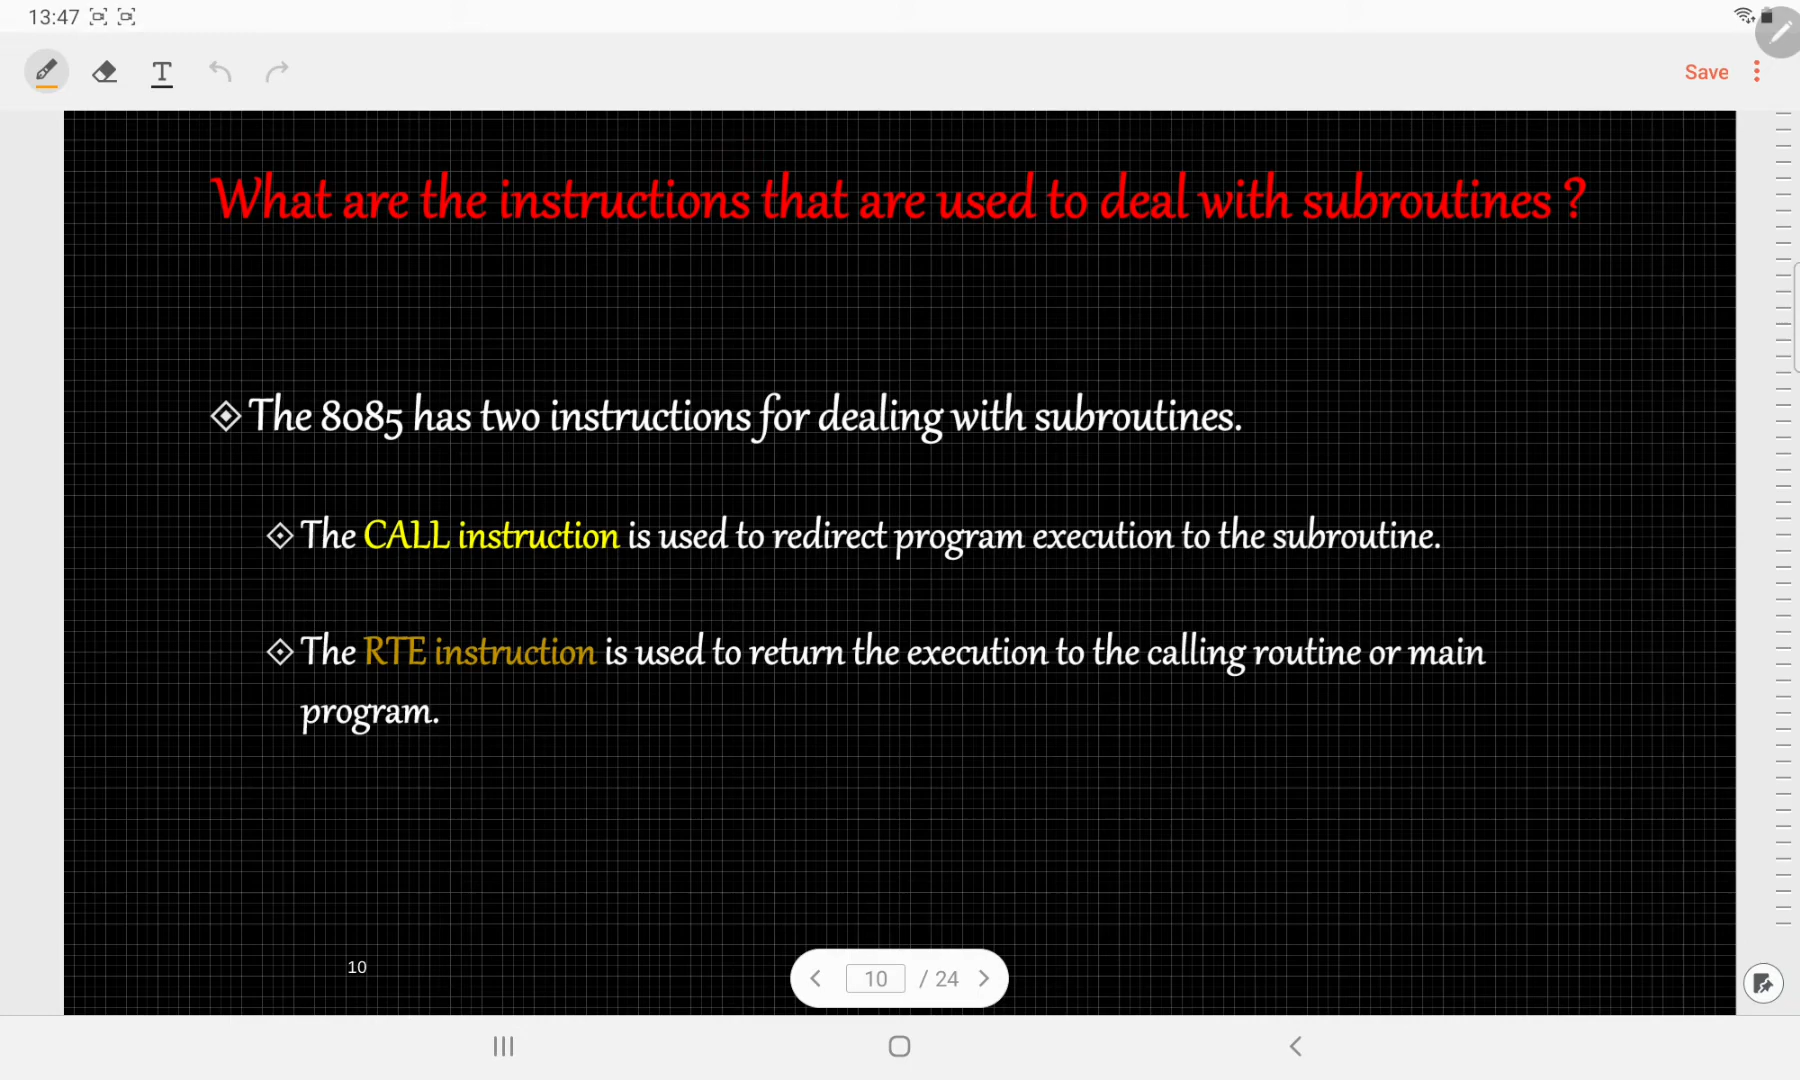 13:47
T
Save
What are the instructions that are used to deal with subroutines ?
The 8085 has two instructions for dealing with subroutines.
The CALL instruction is used to redirect program execution to the subroutine.
The RTE instruction is used to return the execution to the calling routine or main
program.
10
10 / 24